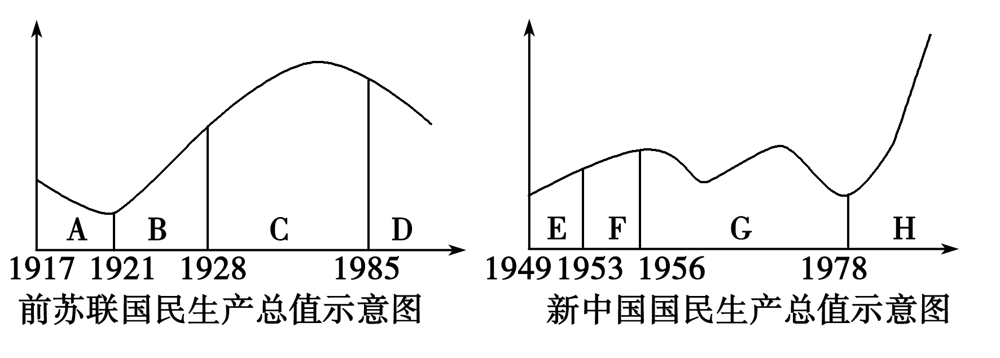 A B C D
1917 1921 1928 1985
前苏联国民生产总值示意图
E F G H
1949 1953 1956 1978
新中国国民生产总值示意图